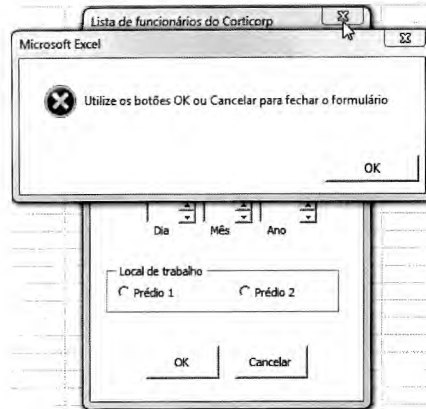 Lista de funcionários do Corticorp
Microsoft Excel
Utilize os botões OK ou Cancelar para fechar o formulário
OK
Dia Mês Ano
Local de trabalho
Prédio 1 Prédio 2
OK Cancelar